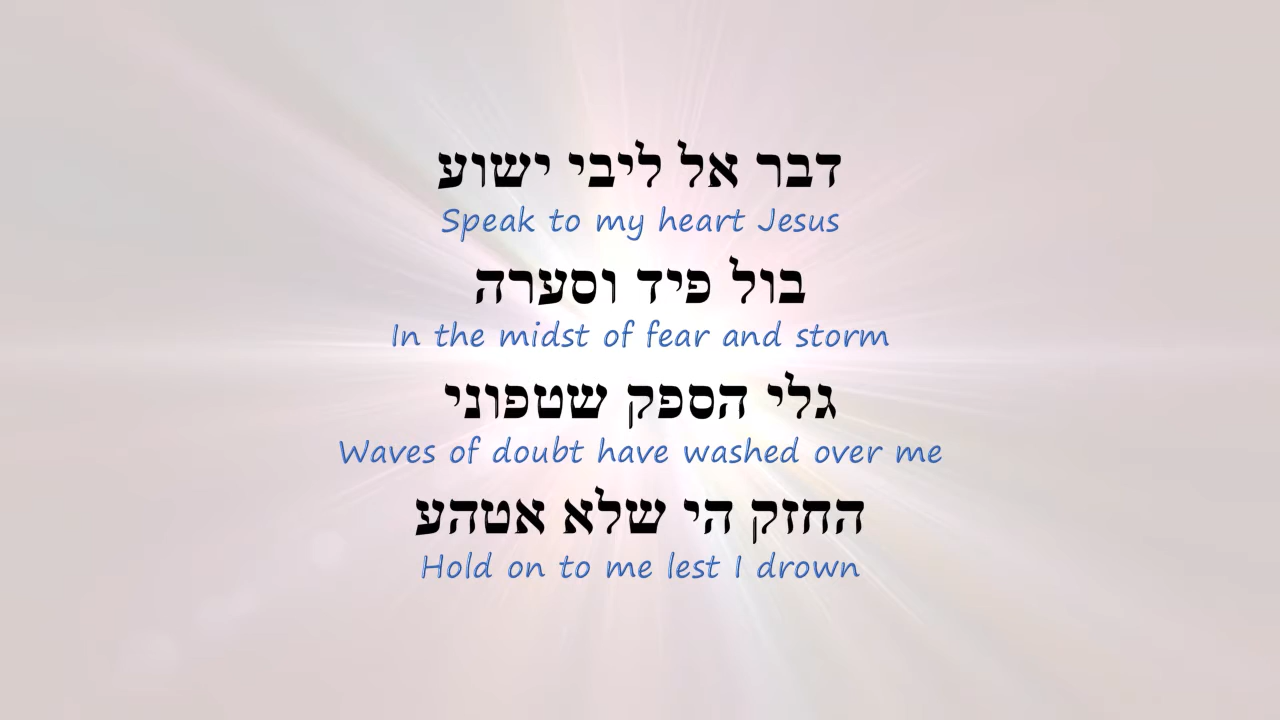 דבר אל ליבי ישוע
Speak to my heart Jesus
בול פיד וסערה
In the midst of fear and storm
גלי הספק שטפוני
Waves of doubt have washed over me
החזק הי שלא אטהע
Hold on to me lest I drown